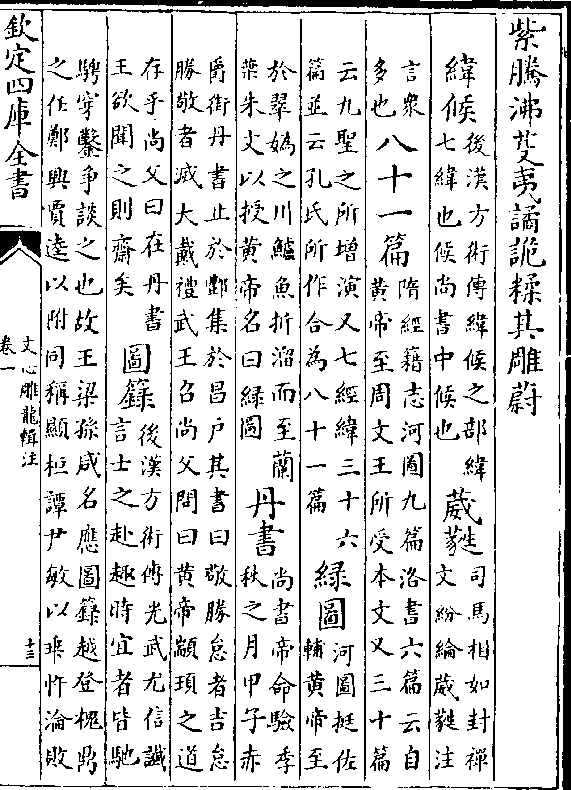 紫騰沸芟夷譎詭糅其雕蔚
緯候
後漢方術傳緯候之部緯
七緯也候尚書中候也
葳蕤
司馬相如封禪
文紛綸葳蕤注
言衆
多也
八十一篇
隋經籍志河圖九篇洛書六篇云自
黄帝至周文王所受本文又三十篇
云九聖之所增演又七經緯三十六
篇並云孔氏所作合為八十一篇
緑圖
河圖挺佐
輔黄帝至
於翠媯之川鱸魚折溜而至蘭
葉朱文以授黄帝名曰緑圖
丹書
尚書帝命驗季
秋之月甲子赤
爵銜丹書止於酆集於昌户其書曰敬勝怠者吉怠
勝敬者滅大戴禮武王召尚父問曰黄帝顓頊之道
存乎尚父曰在丹書
王欲聞之則齋矣
圖籙
後漢方術傳光武尤信讖
言士之赴趣時宜者皆馳
騁穿鑿争談之也故王梁孫咸名應圖籙越登槐鼎
之任鄭興賈逵以附同稱顯桓譚尹敏以乖忤淪敗
欽定四庫全書
文心雕龍輯注
卷一
十三